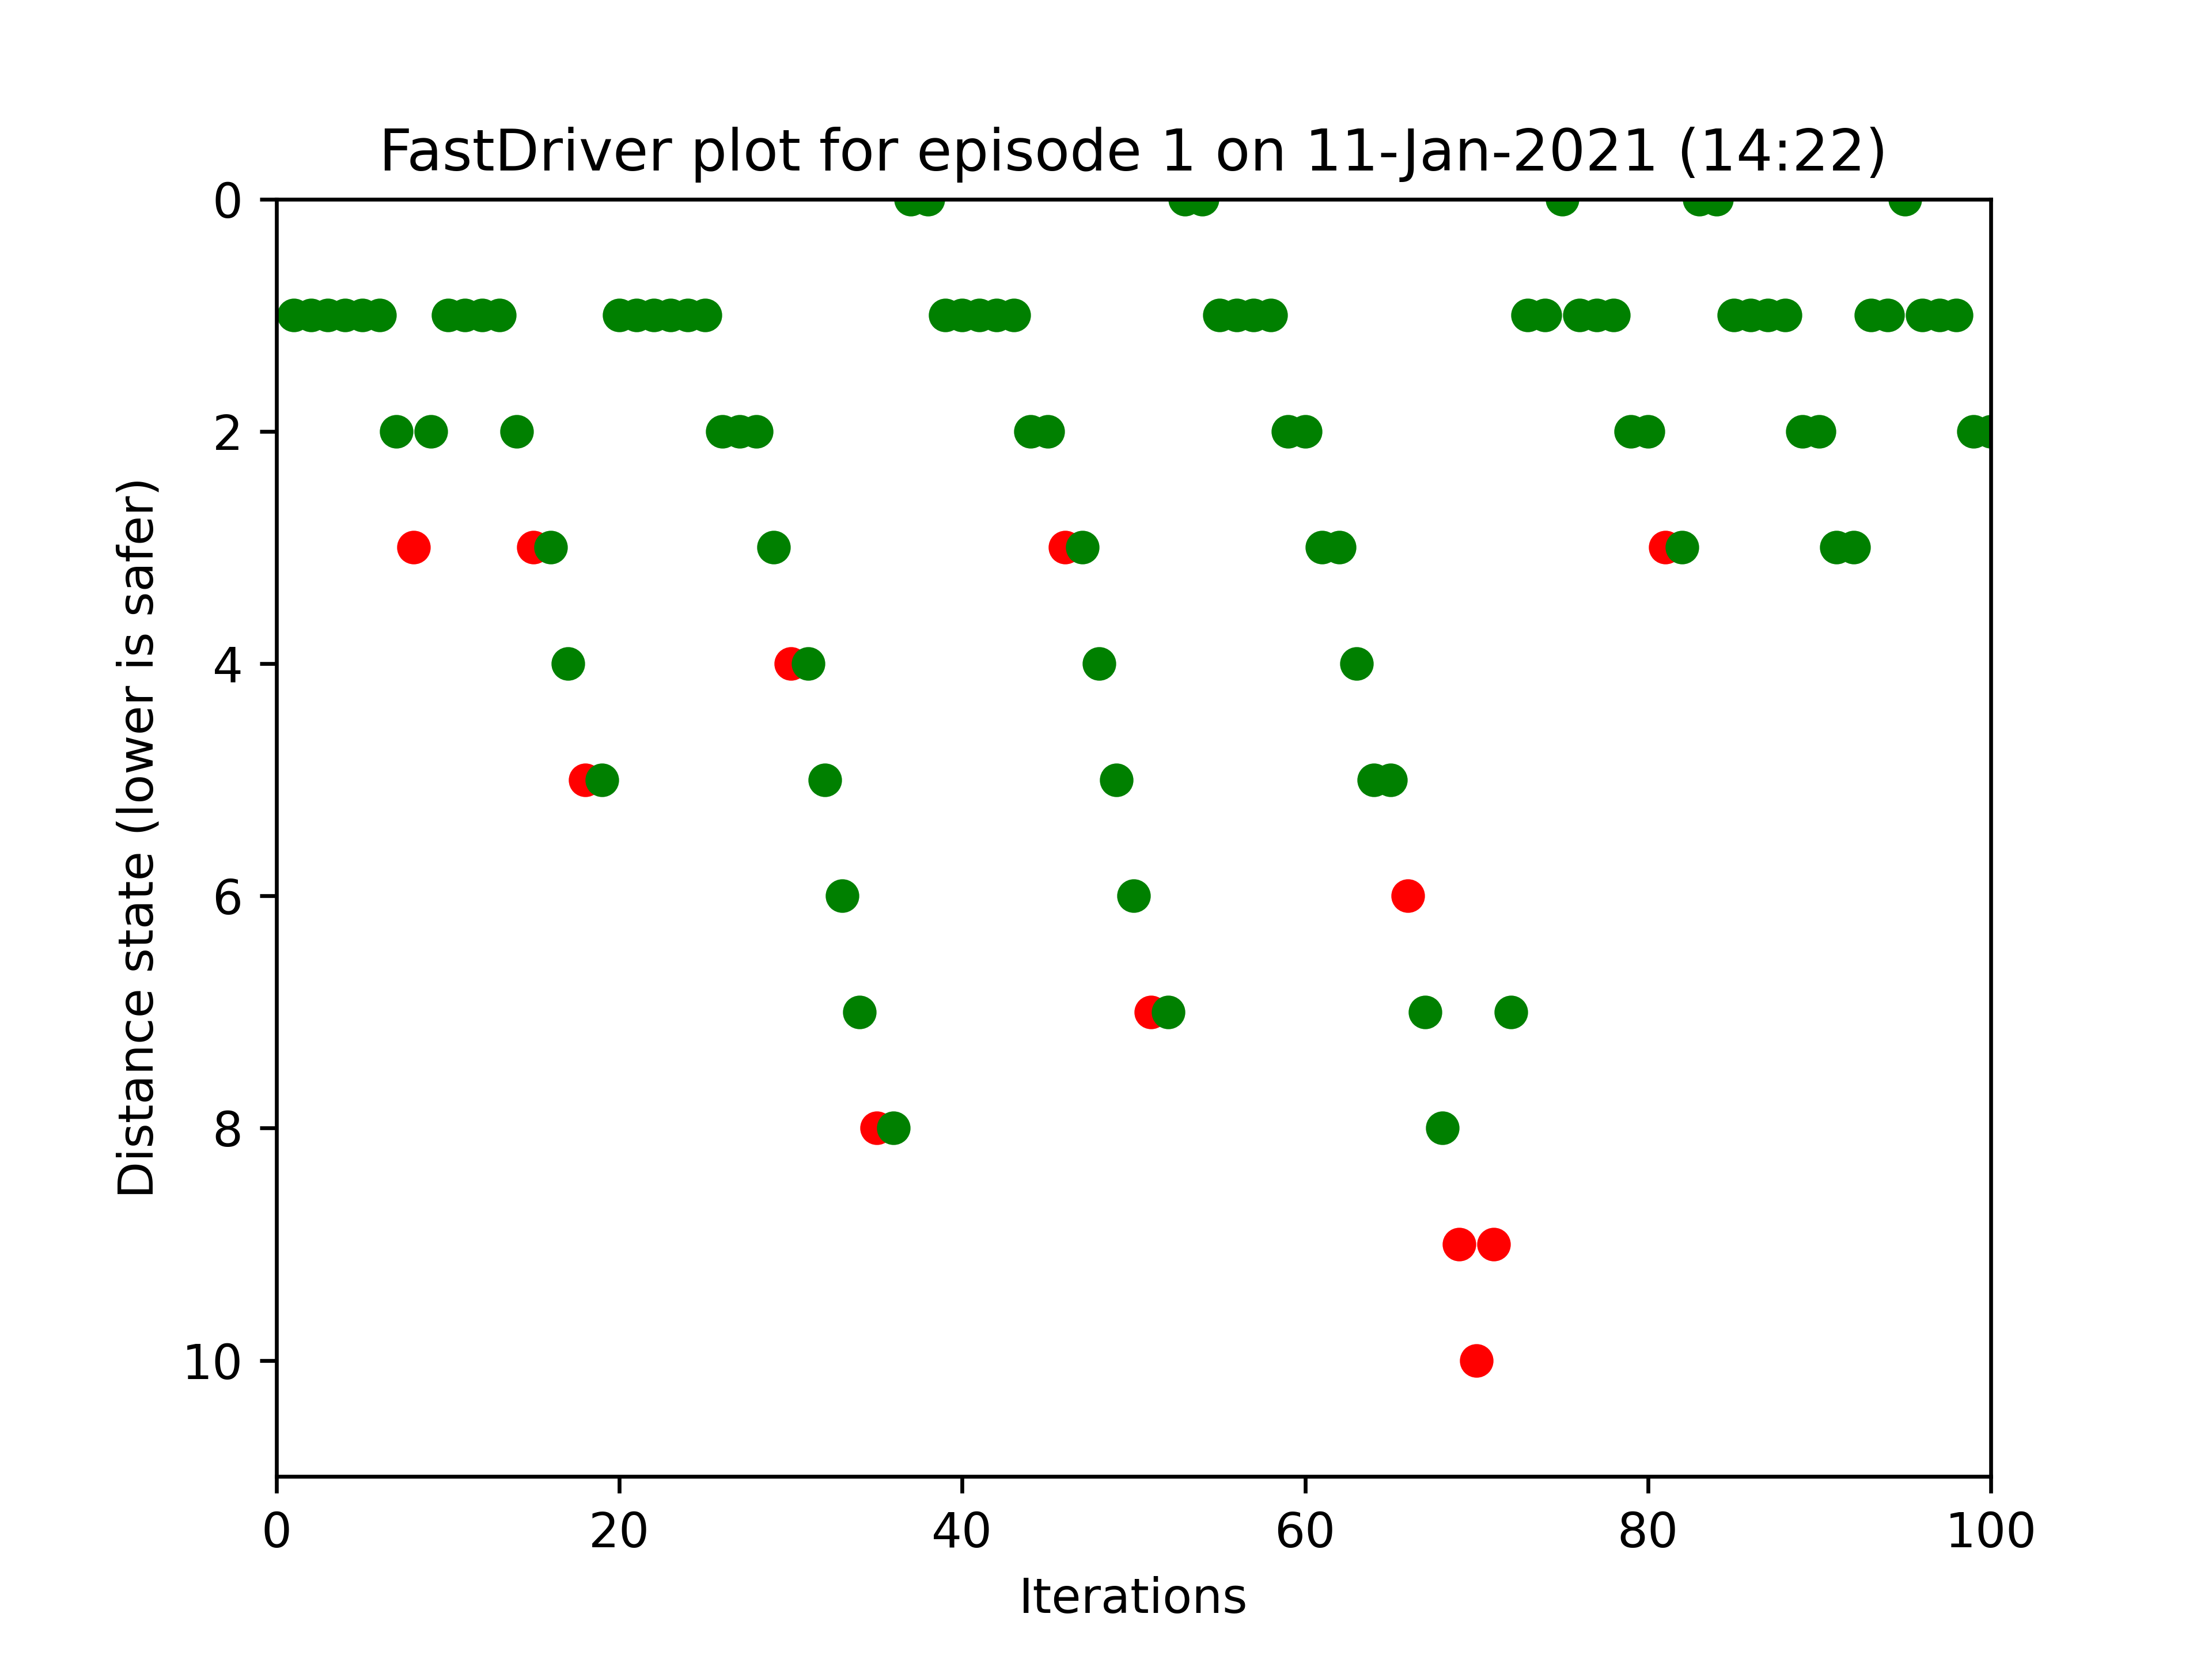 FastDriver plot for episode 1 on 11-Jan-2021 (14:22)
Distance state (lower is safer)
0
2
4
6
8
10
0 20 40 60 80 100
Iterations